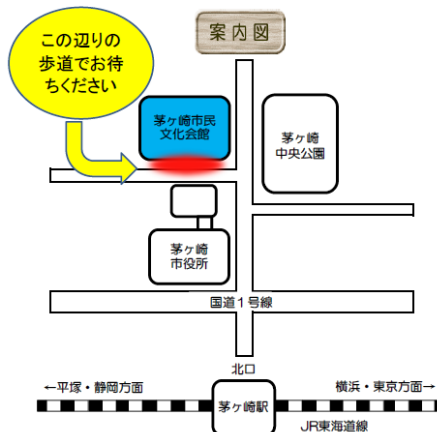 案内図
この辺りの
歩道でお待
ちください
茅ヶ崎市民
文化会館
茅ヶ崎
中央公園
茅ヶ崎
市役所
国道1号線
北口
←平塚・静岡方面
横浜・東京方面→
茅ヶ崎駅
JR東海道線